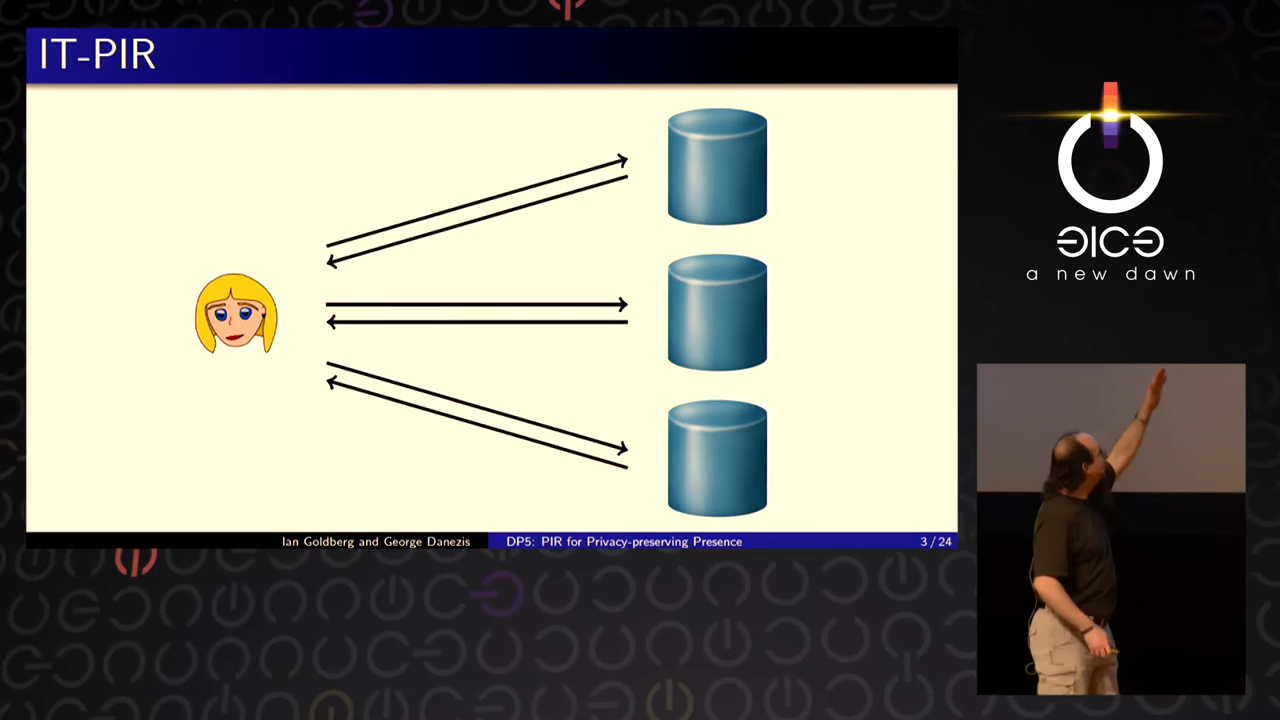 IT-PIR
Ian Goldberg and George Danezis
DP5: PIR for Privacy-preserving Presence
3 / 24
a new dawn